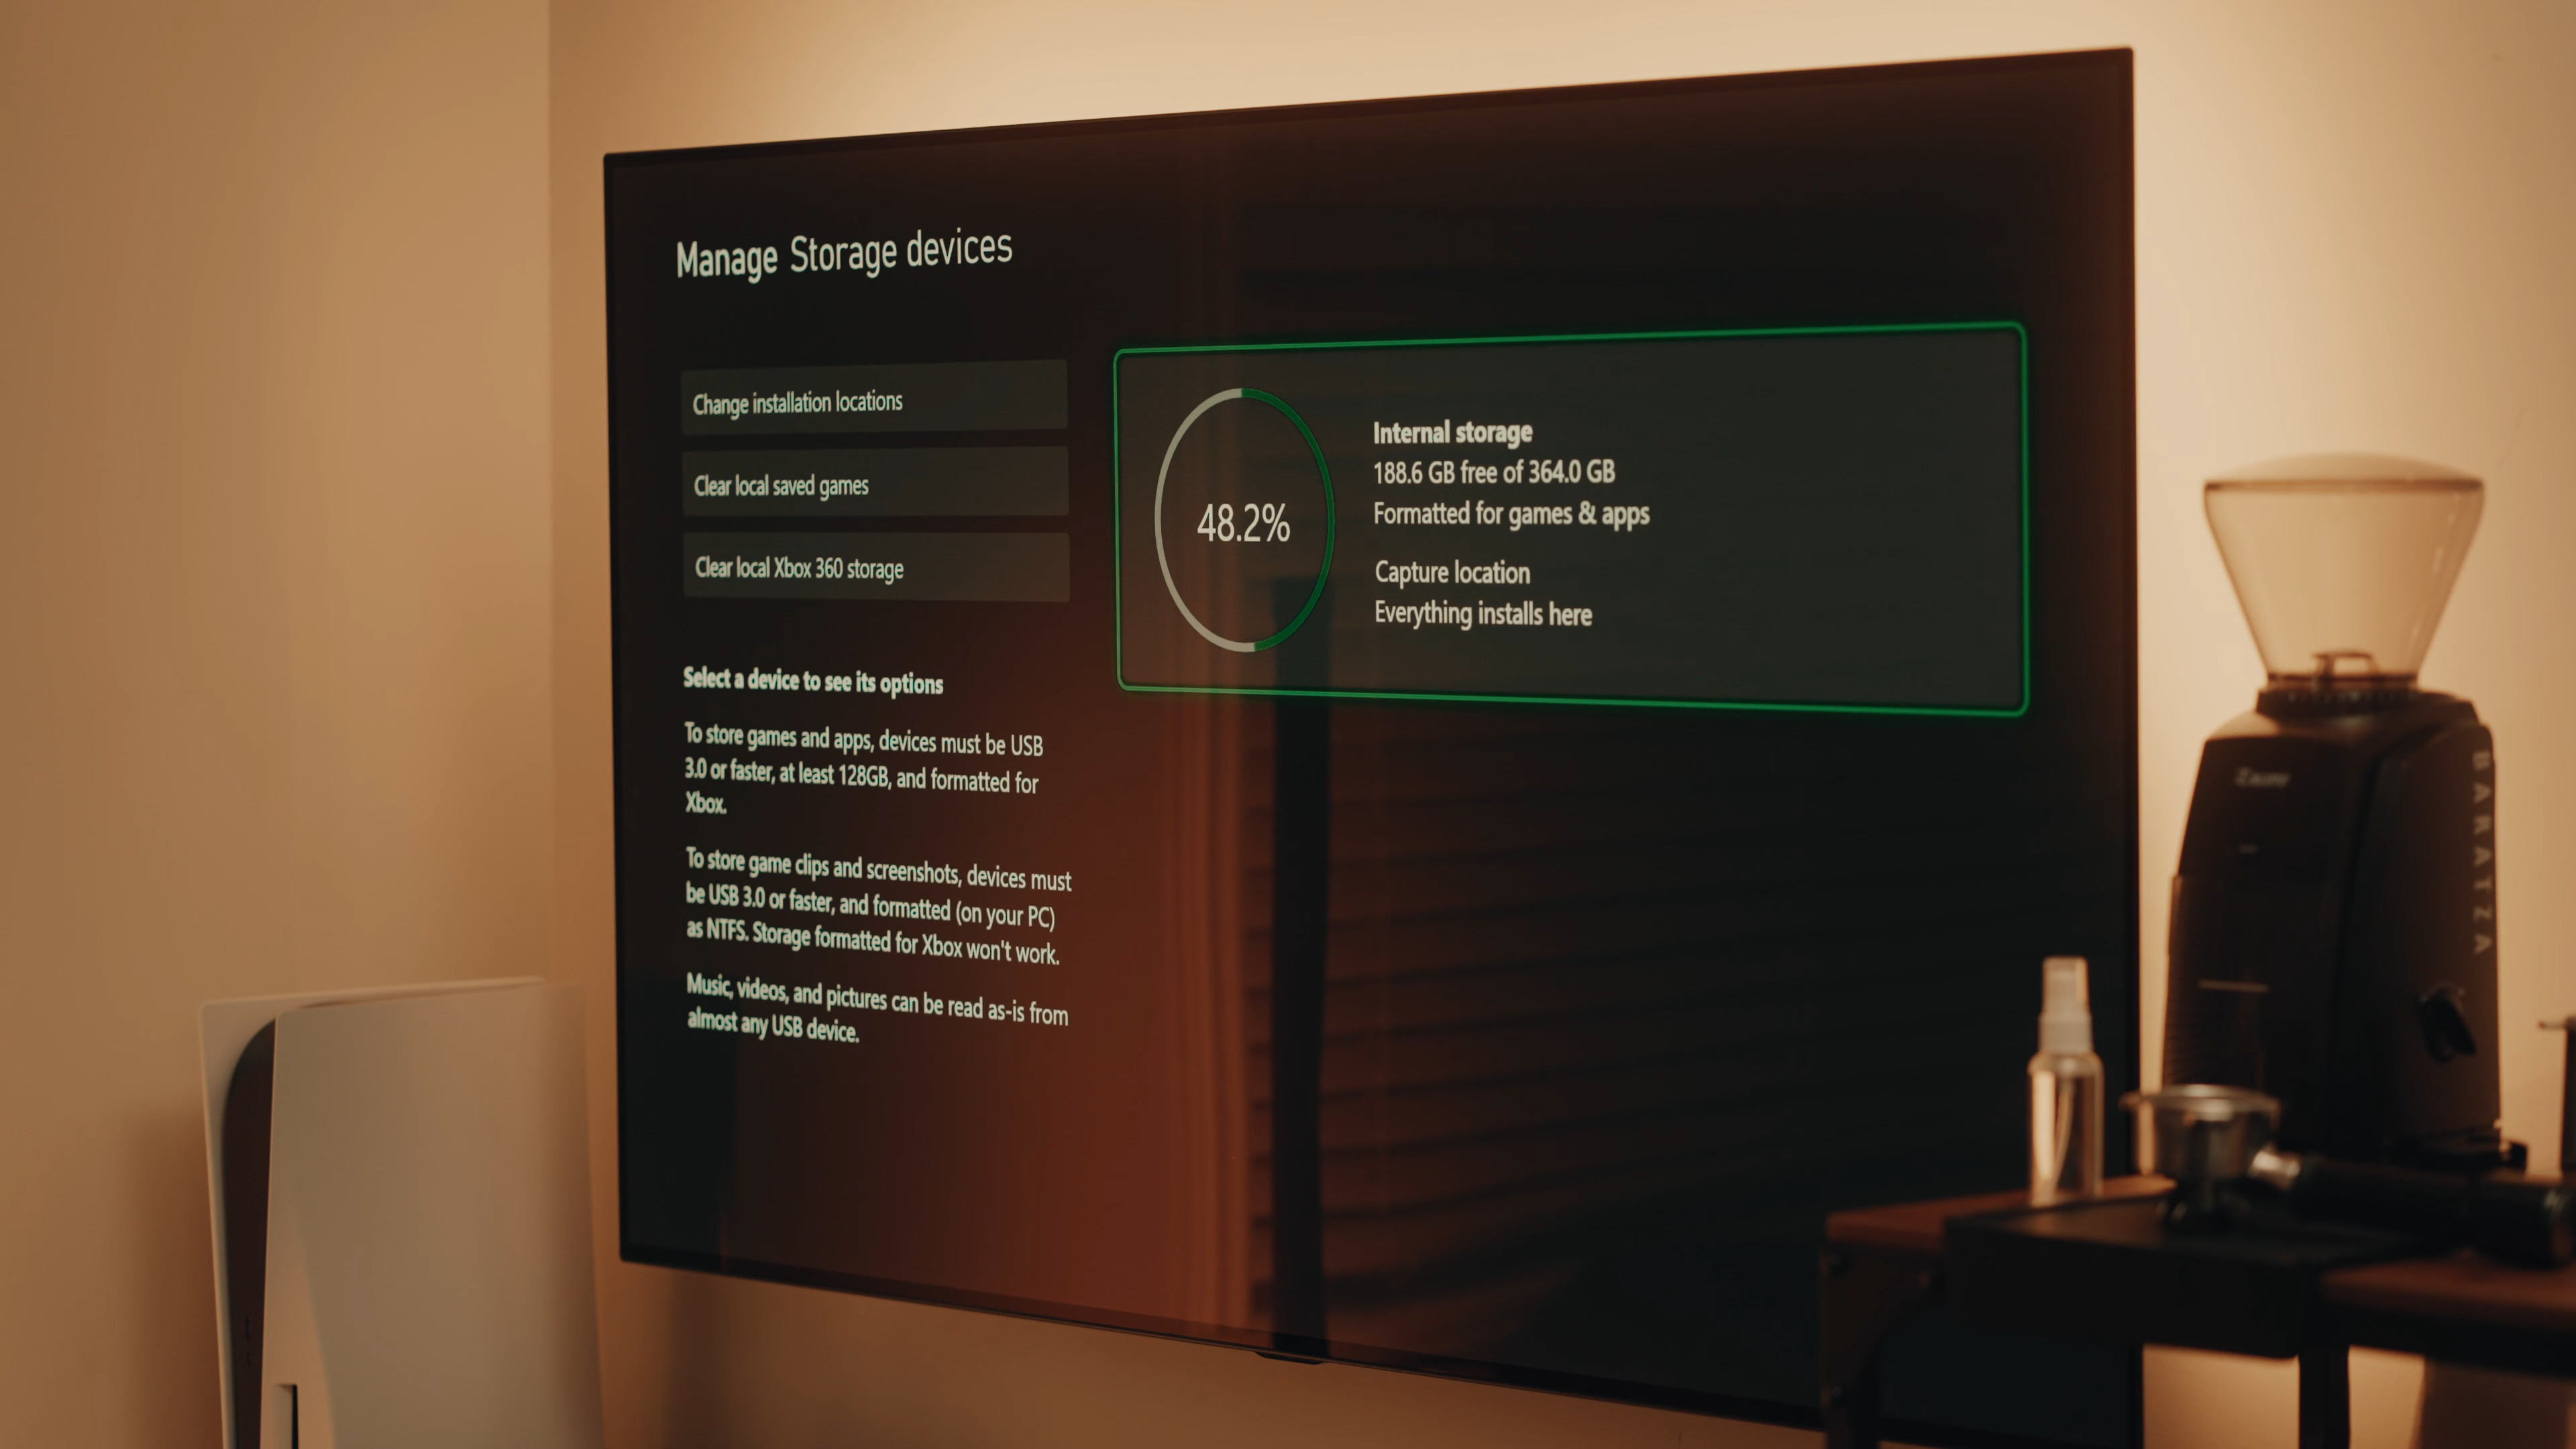 Manage Storage devices
Change installation locations
Clear local saved games
Clear local Xbox 360 storage
Select a device to see its options
To store games and apps, devices must be USB
3.0 or faster, at least 128GB, and formatted for
Xbox.
To store game clips and screenshots, devices must
be USB 3.0 or faster, and formatted (on your PC)
as NTFS. Storage formatted for Xbox won't work.
Music, videos, and pictures can be read as-is from
almost any USB device.
48.2%
Internal storage
188.6 GB free of 364.0 GB
Formatted for games & apps
Capture location
Everything installs here
BARATZA